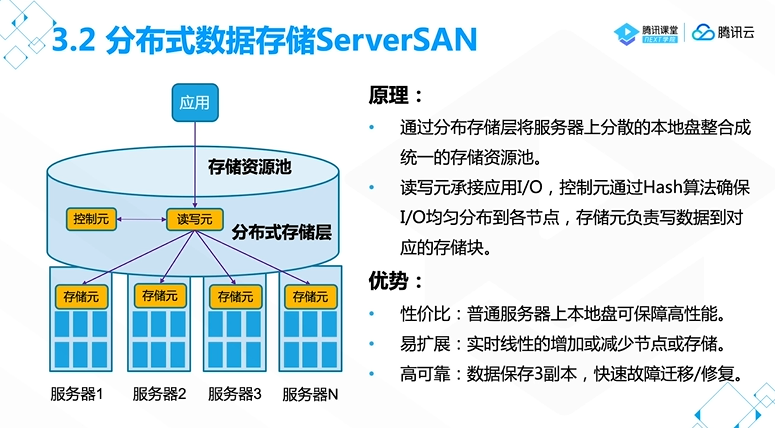 3.2 分布式数据存储ServerSAN
腾讯课堂
NEXT学院
腾讯云
应用
存储资源池
控制元
读写元
分布式存储层
存储元
存储元
存储元
存储元
服务器1
服务器2
服务器3
服务器N
原理：
• 通过分布存储层将服务器上分散的本地盘整合成
统一的存储资源池。
• 读写元承接应用I/O，控制元通过Hash算法确保
I/O均匀分布到各节点，存储元负责写数据到对
应的存储块。
优势：
• 性价比：普通服务器上本地盘可保障高性能。
• 易扩展：实时线性的增加或减少节点或存储。
• 高可靠：数据保存3副本，快速故障迁移/修复。